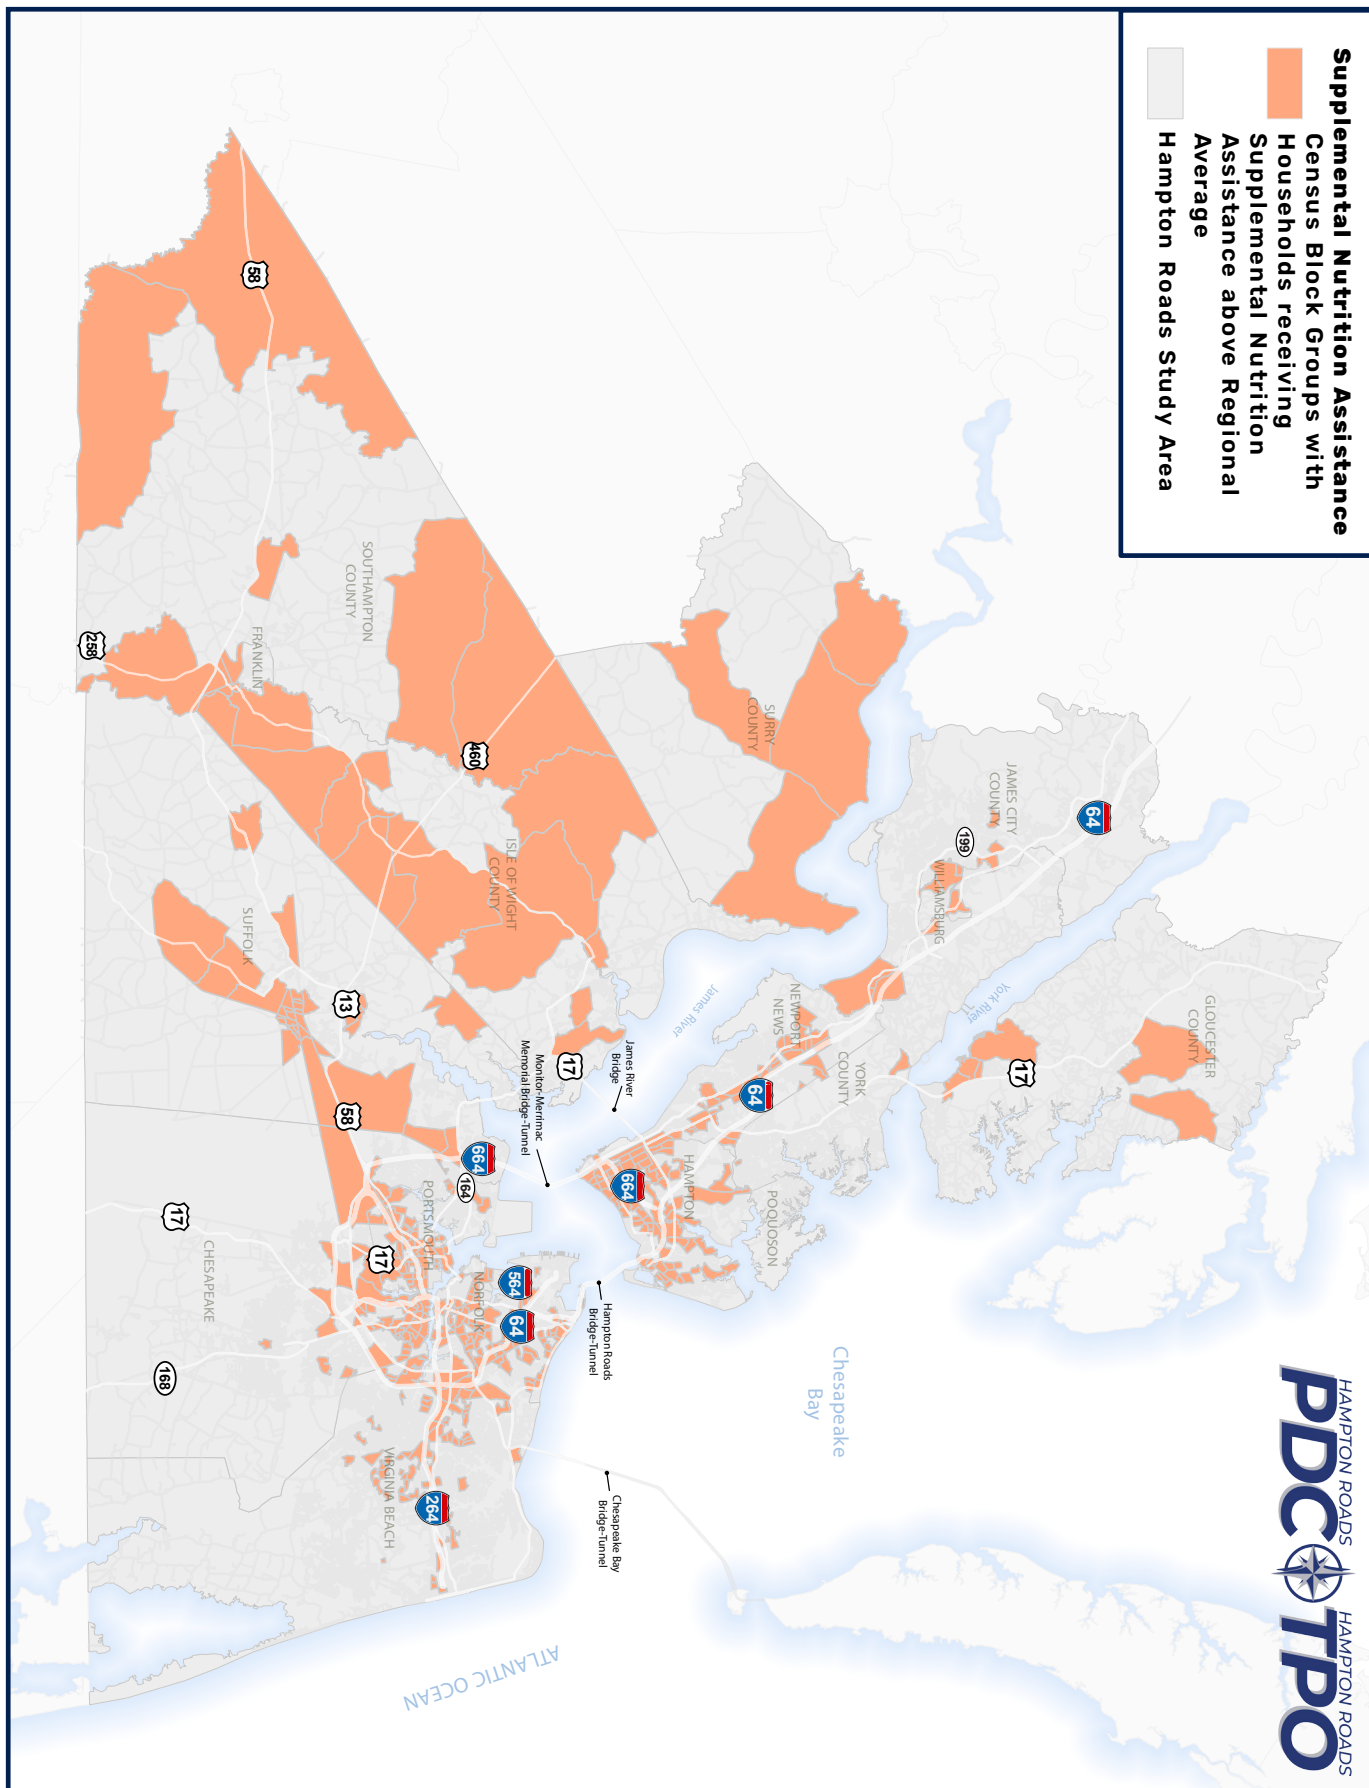 Supplemental Nutrition Assistance
Census Block Groups with
Households receiving
Supplemental Nutrition
Assistance above Regional
Average
Hampton Roads Study Area
HAMPTON ROADS
PDC
HAMPTON ROADS
TPO
GLOUCESTER
COUNTY
64
JAMES CITY
COUNTY
199
WILLIAMSBURG
York River
17
SURRY
COUNTY
NEWPORT
NEWS
YORK
COUNTY
James River
64
POQUOSON
HAMPTON
664
Chesapeake
Bay
James River
Bridge
Hampton Roads
Bridge-Tunnel
Chesapeake Bay
Bridge-Tunnel
Monitor-Merrimac
Memorial Bridge-Tunnel
17
ISLE OF WIGHT
COUNTY
460
664
164
564
64
NORFOLK
PORTSMOUTH
264
VIRGINIA BEACH
ATLANTIC OCEAN
SOUTHAMPTON
COUNTY
58
FRANKLIN
258
SUFFOLK
13
58
17
17
CHESAPEAKE
168